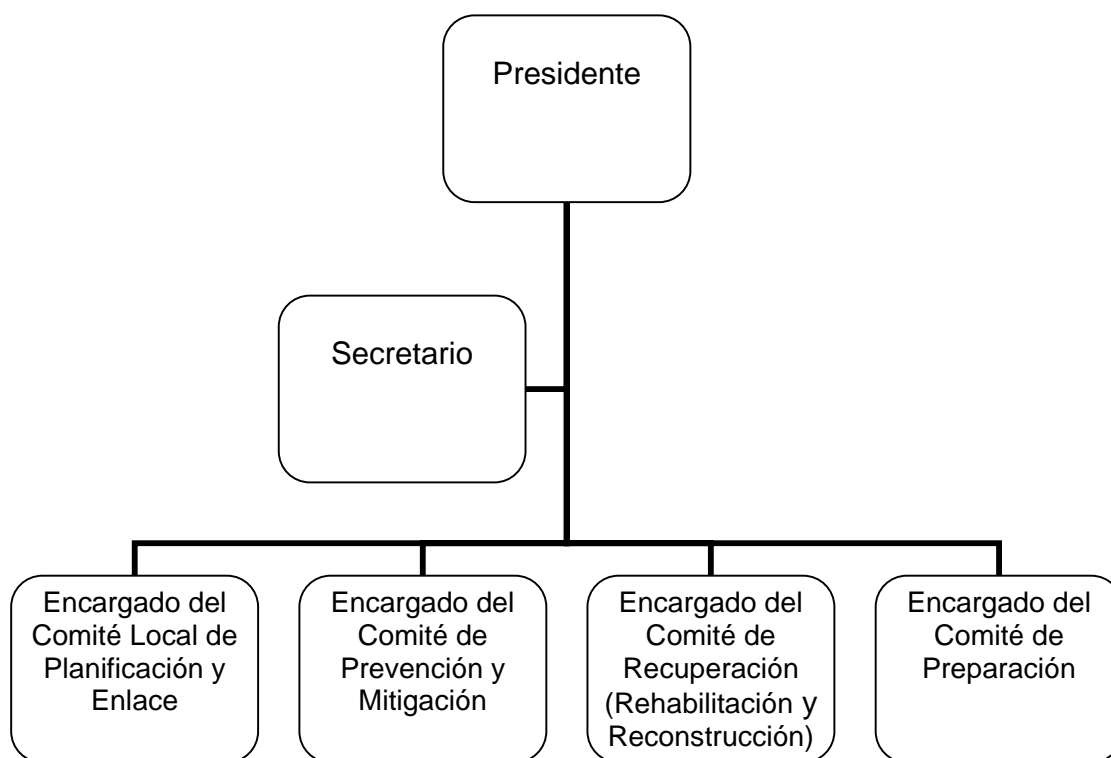 Presidente
Secretario
Encargado del
Comité Local de
Planificación y
Enlace
Encargado del
Comité de
Prevención y
Mitigación
Encargado del
Comité de
Recuperación
(Rehabilitación y
Reconstrucción)
Encargado del
Comité de
Preparación